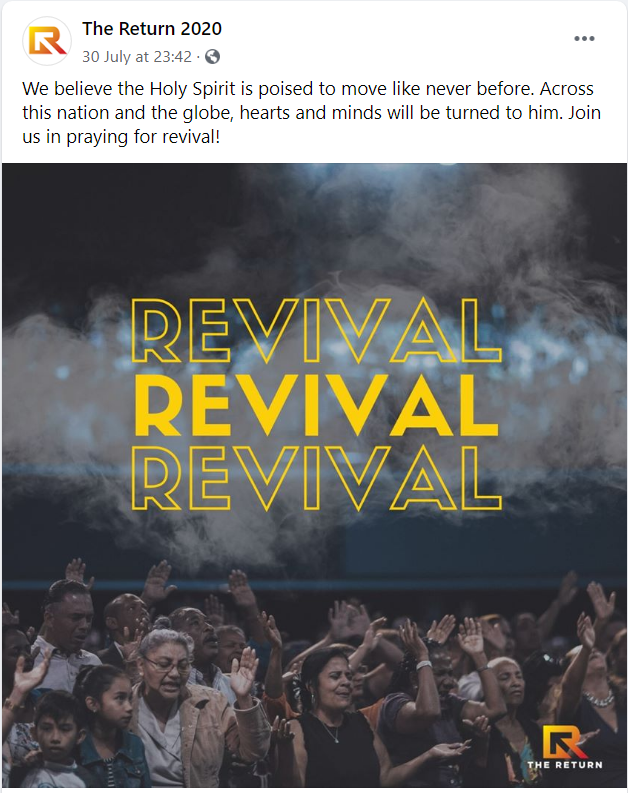 The Return 2020
30 July at 23:42 ·
We believe the Holy Spirit is poised to move like never before. Across
this nation and the globe, hearts and minds will be turned to him. Join
us in praying for revival!
REVIVAL
REVIVAL
REVIVAL
THE RETURN